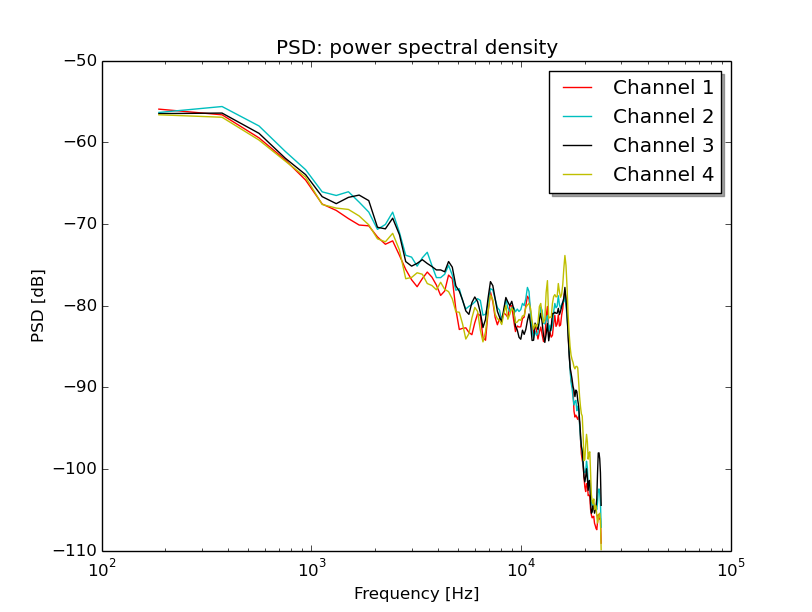 PSD: power spectral density
Channel 1
Channel 2
Channel 3
Channel 4
PSD [dB]
−50
−60
−70
−80
−90
−100
−110
10²
10³
10⁴
10⁵
Frequency [Hz]